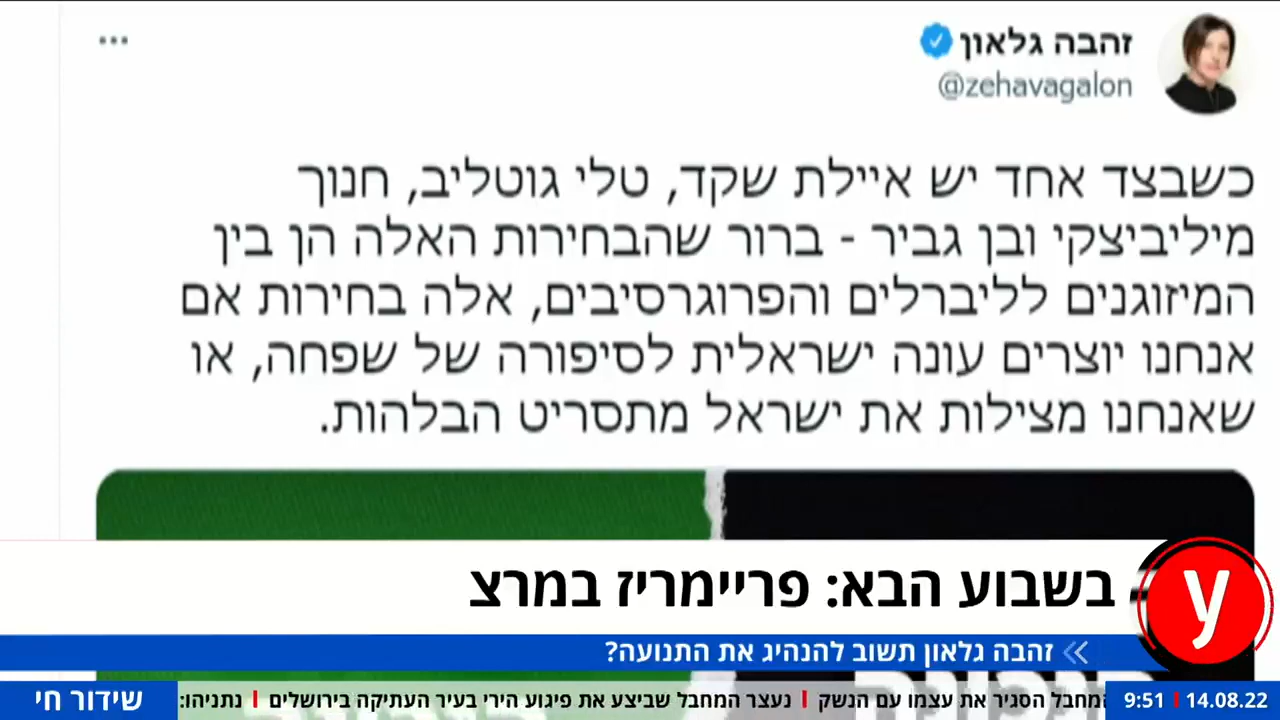 זהבה גלאון
@zehavagalon
כשבצד אחד יש איילת שקד, טלי גוטליב, חנוך
מיליביצקי ובן גביר - ברור שהבחירות האלה הן בין
המיזוגנים לליברלים והפרוגרסיבים, אלה בחירות אם
אנחנו יוצרים עונה ישראלית לסיפורה של שפחה, או
שאנחנו מצילות את ישראל מתסריט הבלהות.
בשבוע הבא: פריימריז במרצ
זהבה גלאון תשוב להנהיג את התנועה?
y
14.08.22 | 9:51
המחבל הסגיר את עצמו עם הנשק | נעצר המחבל שביצע את פיגוע הירי בעיר העתיקה בירושלים | נתניהו:
שידור חי